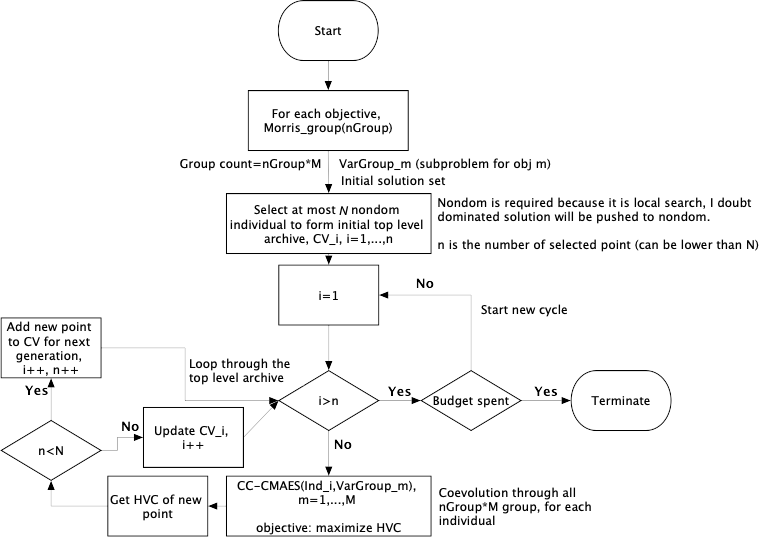 Start
For each objective,
Morris_group(nGroup)
Group count=nGroup*M
VarGroup_m (subproblem for obj m)
Initial solution set
Select at most N nondom
individual to form initial top level
archive, CV_i, i=1,...,n
Nondom is required because it is local search, I doubt
dominated solution will be pushed to nondom.
n is the number of selected point (can be lower than N)
i=1
No
Start new cycle
Add new point
to CV for next
generation,
i++, n++
Loop through the
top level archive
Yes
i>n
Yes
Budget spent
Yes
Terminate
n<N
No
Update CV_i,
i++
No
Get HVC of new
point
CC-CMAES(Ind_i,VarGroup_m),
m=1,...,M
objective: maximize HVC
Coevolution through all
nGroup*M group, for each
individual